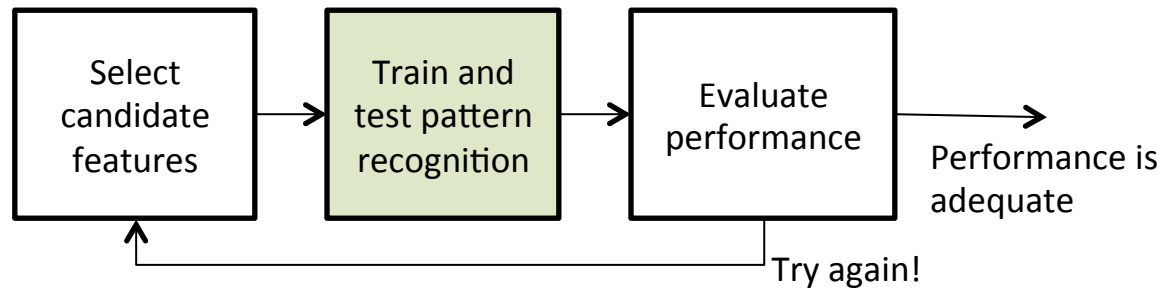 Select
candidate
features
Train and
test pattern
recognition
Evaluate
performance
Performance is
adequate
Try again!